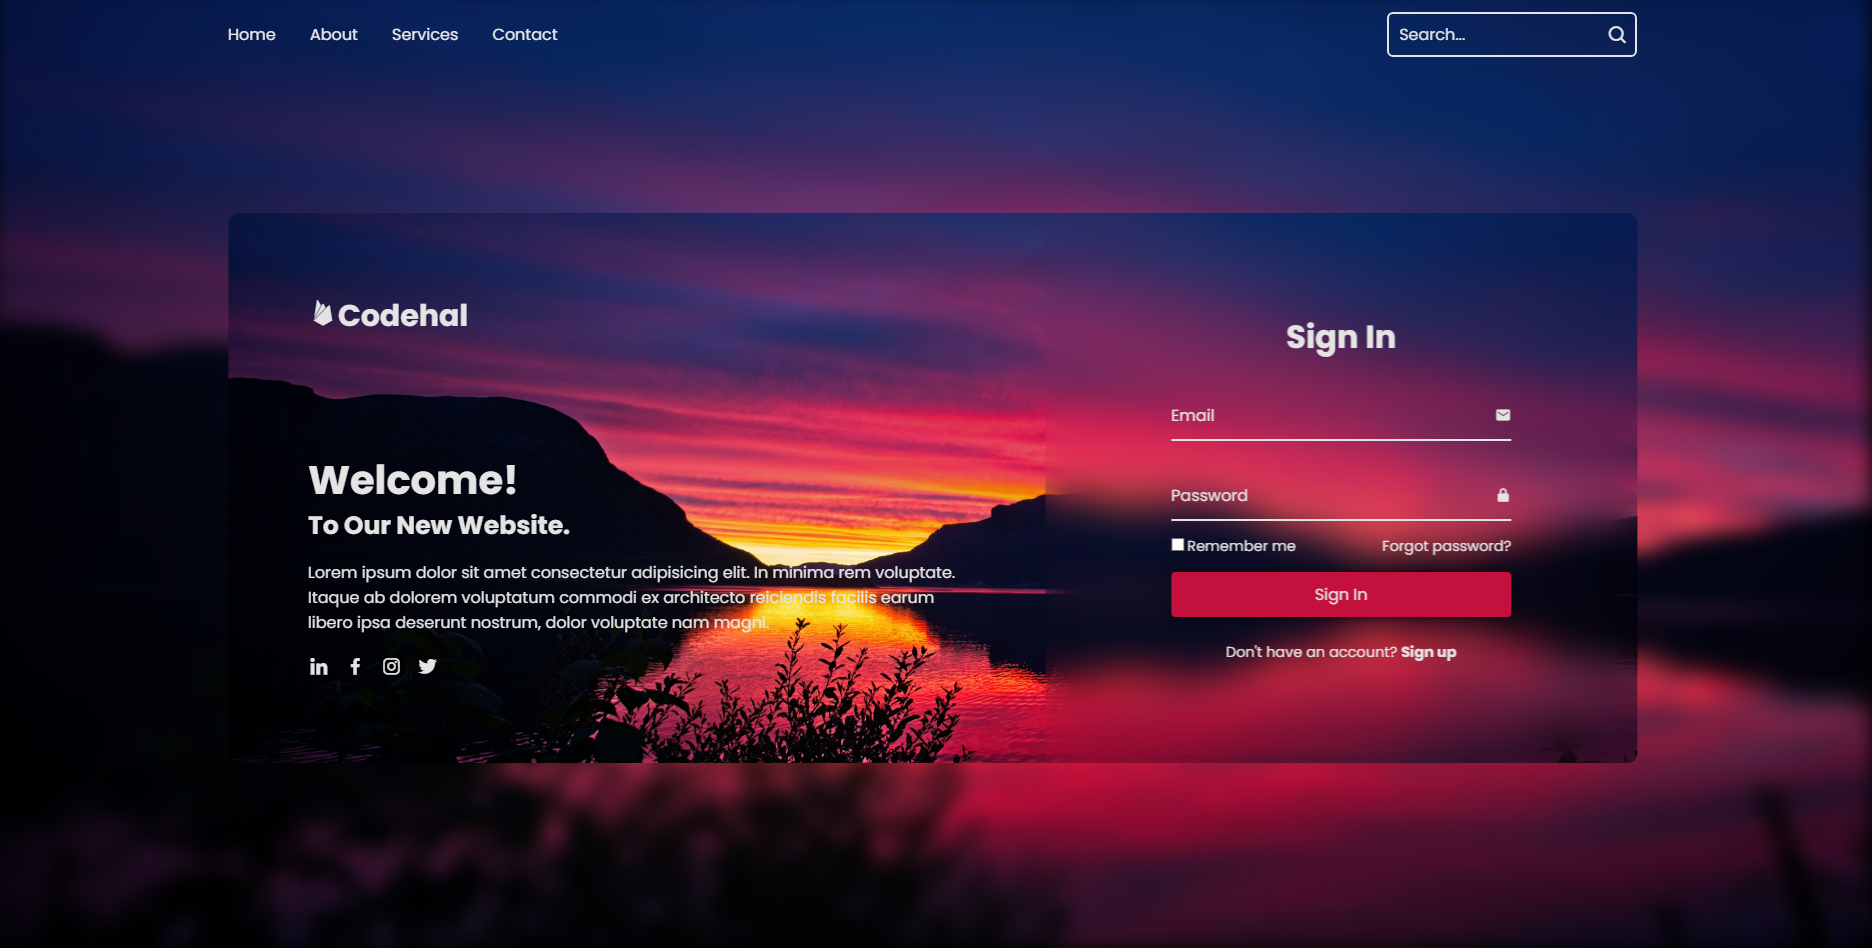 Home About Services Contact Search...
Codehal
Welcome!
To Our New Website.
Lorem ipsum dolor sit amet consectetur adipisicing elit. In minima rem voluptate.
Itaque ab dolorem voluptatum commodi ex architecto reiciendis facilis earum
libero ipsa deserunt nostrum, dolor voluptate nam magni.
Sign In
Email
Password
Remember me Forgot password?
Sign In
Don't have an account? Sign up